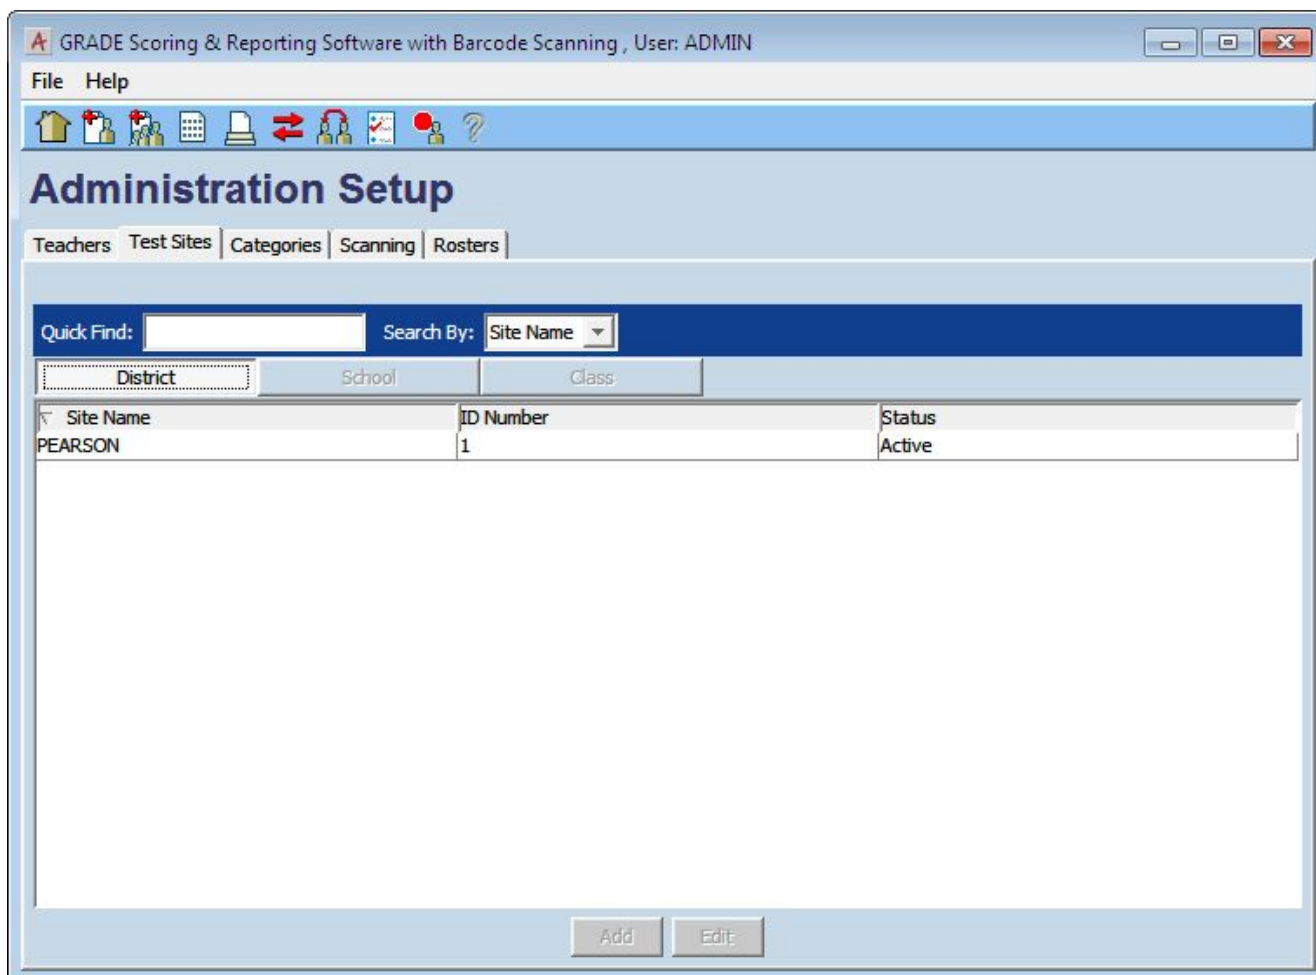 GRADE Scoring & Reporting Software with Barcode Scanning , User: ADMIN
File Help
Administration Setup
Teachers Test Sites Categories Scanning Rosters
Quick Find: Search By: Site Name
District School Class
Site Name ID Number Status
PEARSON 1 Active
Add Edit